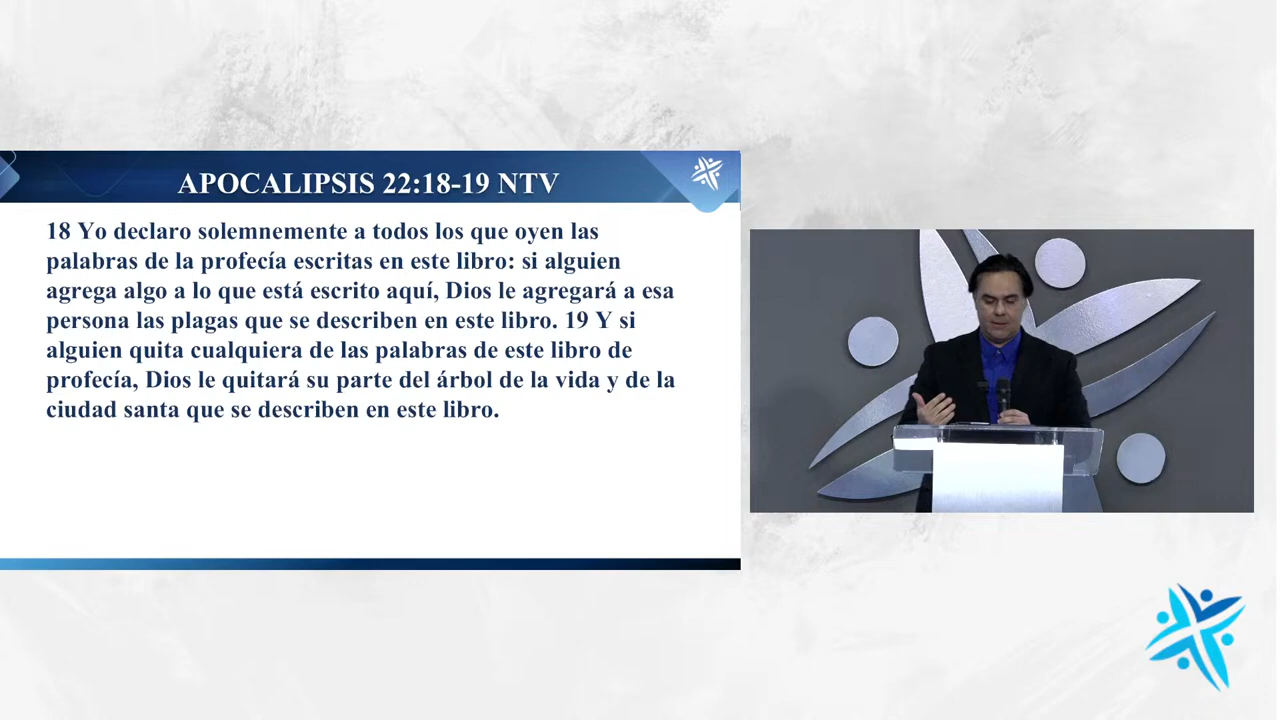 APOCALIPSIS 22:18-19 NTV
18 Yo declaro solemnemente a todos los que oyen las
palabras de la profecía escritas en este libro: si alguien
agrega algo a lo que está escrito aquí, Dios le agregará a esa
persona las plagas que se describen en este libro. 19 Y si
alguien quita cualquiera de las palabras de este libro de
profecía, Dios le quitará su parte del árbol de la vida y de la
ciudad santa que se describen en este libro.